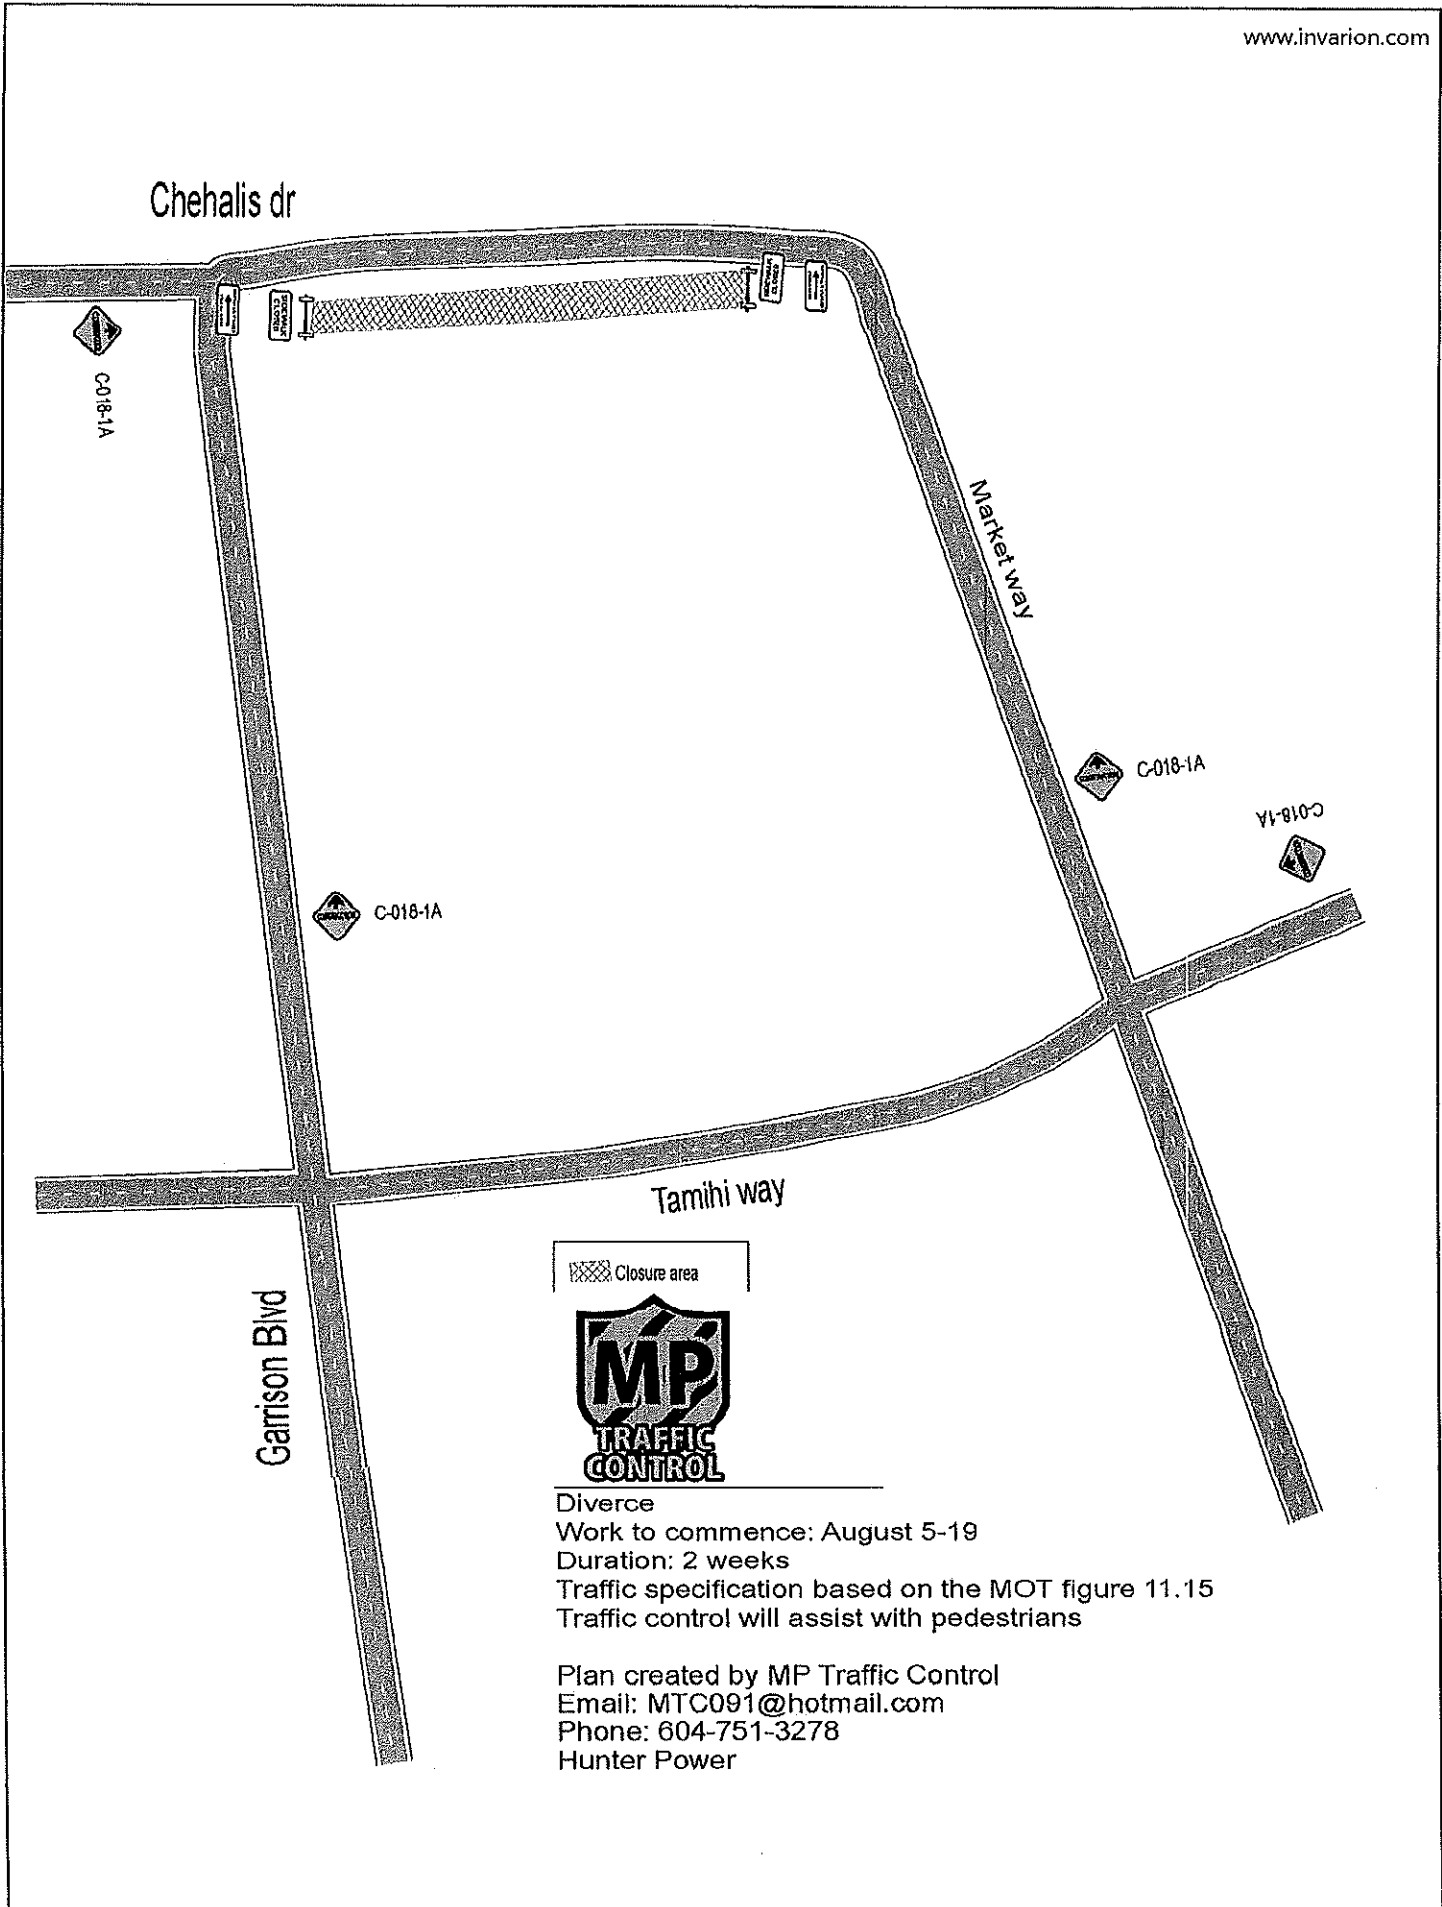 www.invarion.com
Chehalis dr
SIDEWALK
CLOSED
C-018-1A
Market way
C-018-1A
C-018-1A
C-018-1A
Tamihi way
Closure area
Garrison Blvd
MP
TRAFFIC
CONTROL
Diverce
Work to commence: August 5-19
Duration: 2 weeks
Traffic specification based on the MOT figure 11.15
Traffic control will assist with pedestrians
Plan created by MP Traffic Control
Email: MTC091@hotmail.com
Phone: 604-751-3278
Hunter Power